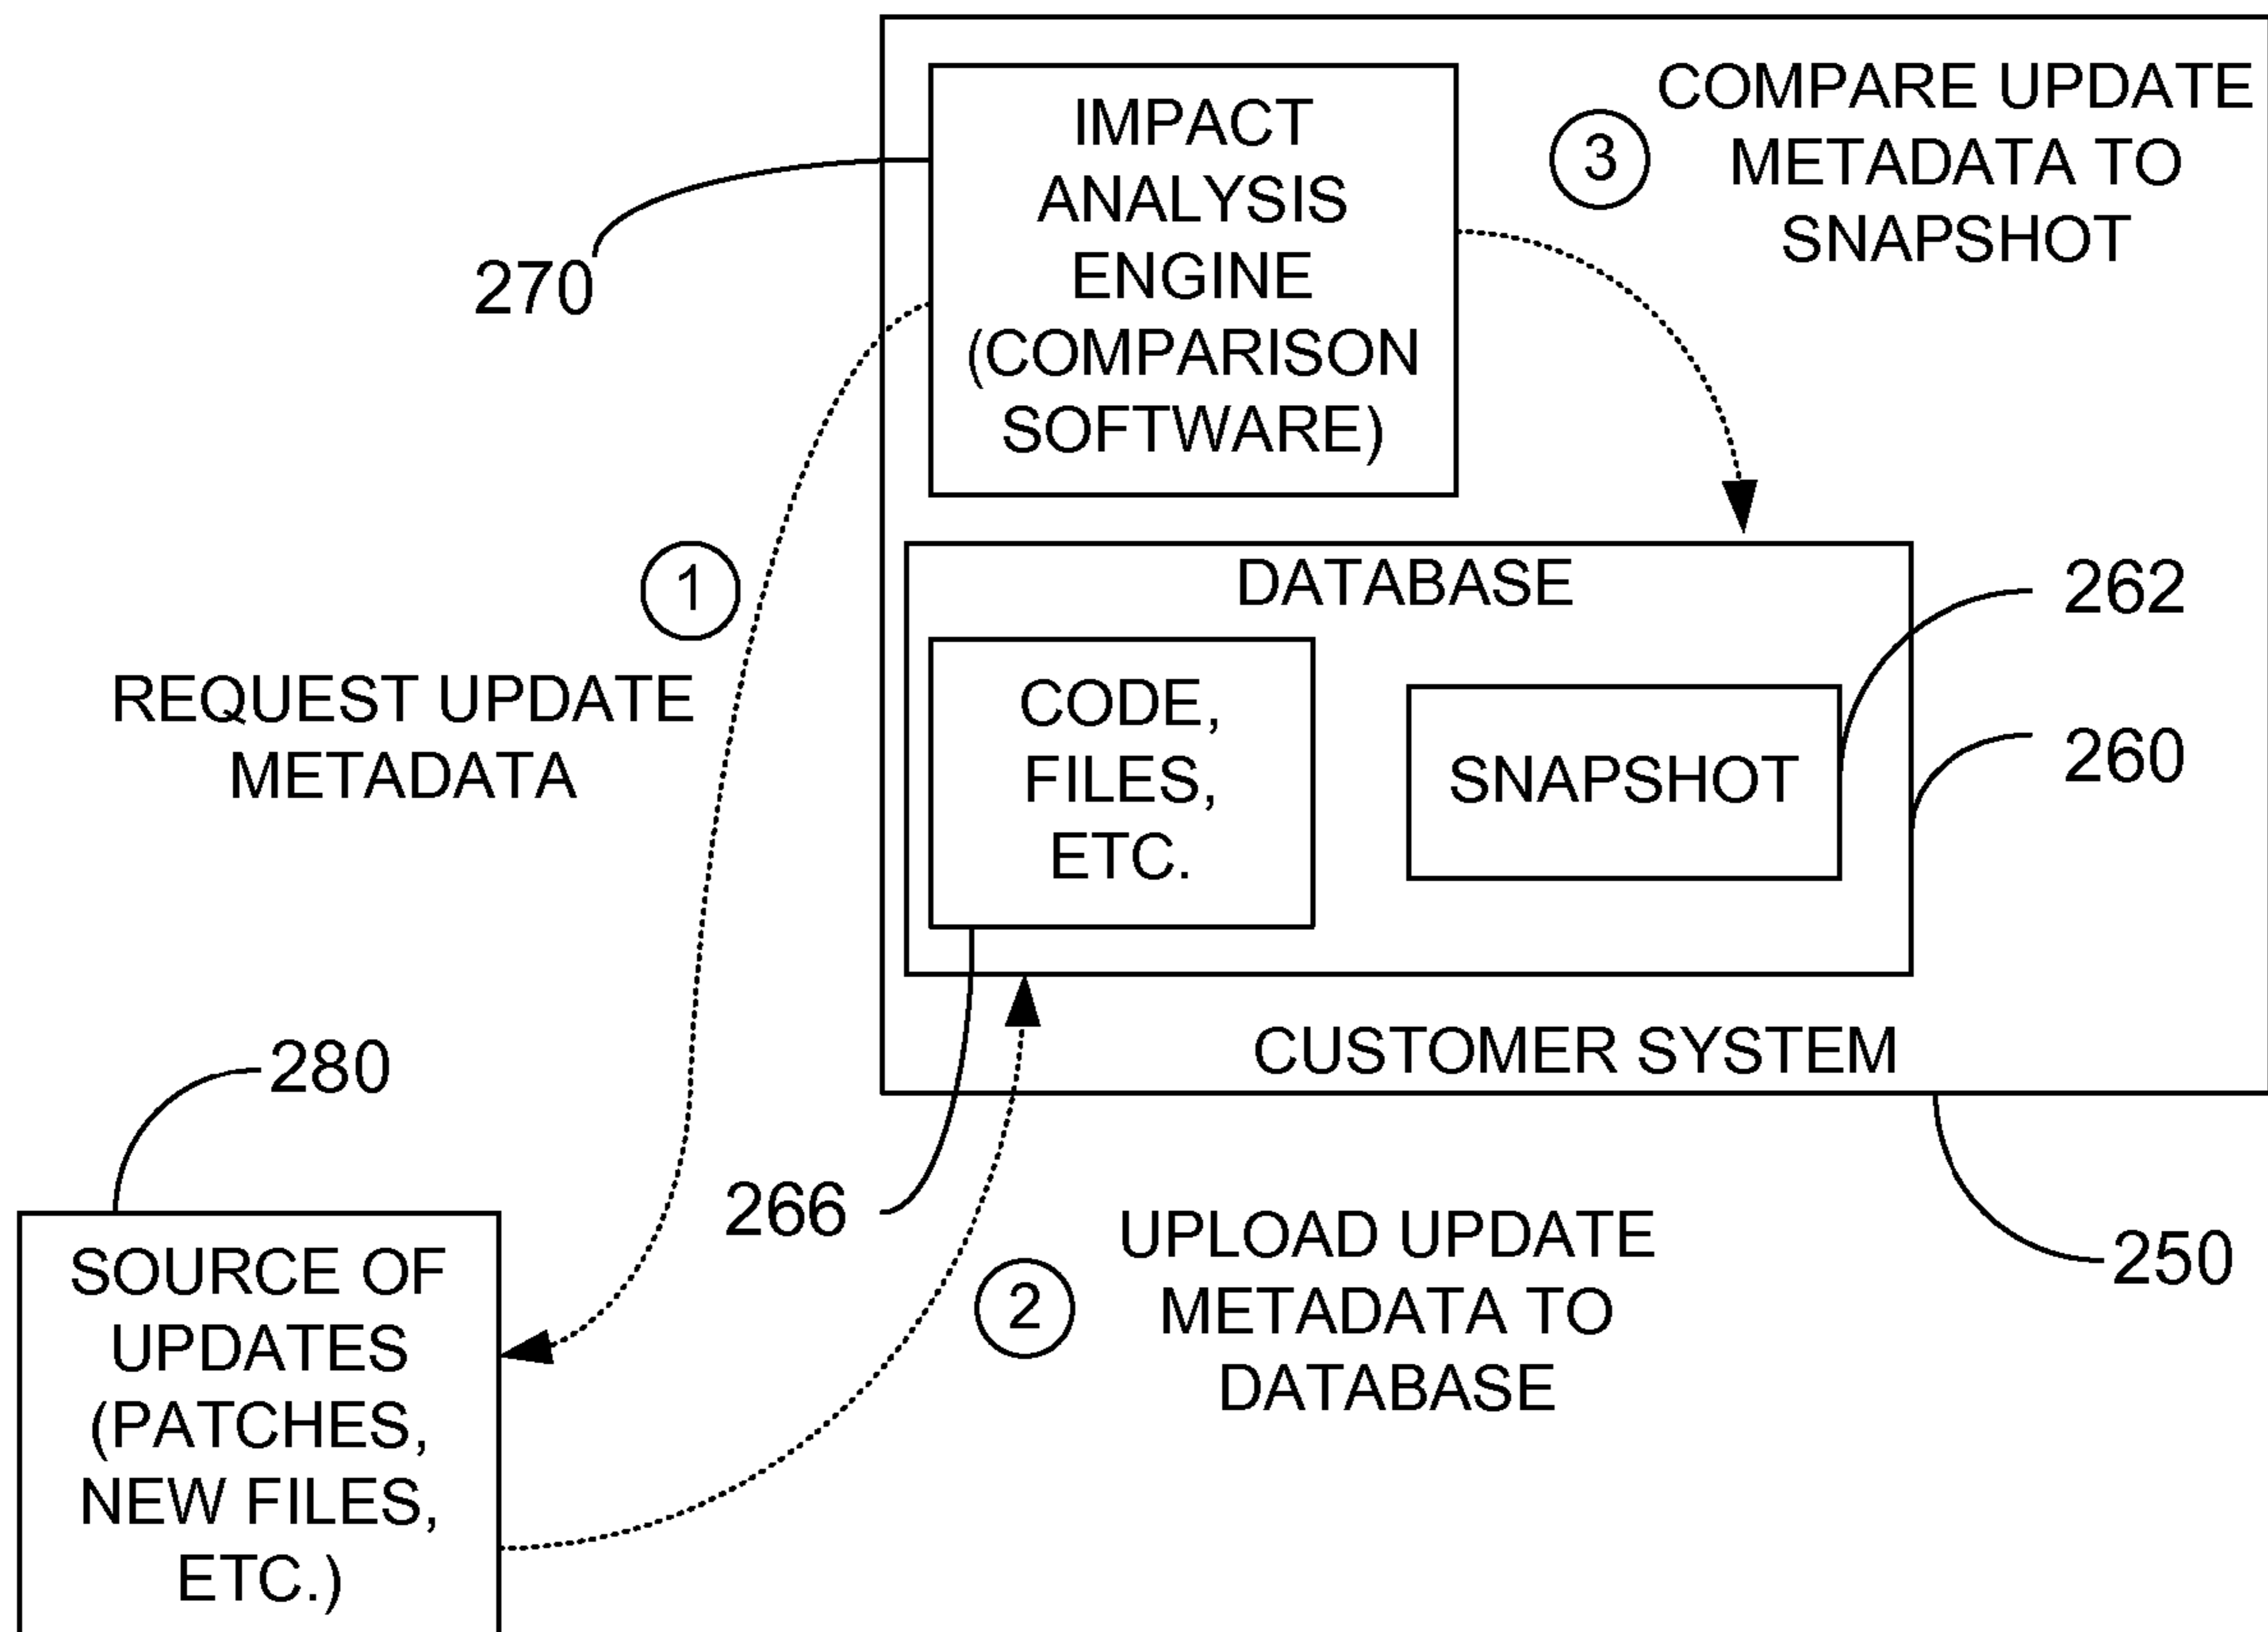 IMPACT
ANALYSIS
ENGINE
(COMPARISON
SOFTWARE)
3
COMPARE UPDATE
METADATA TO
SNAPSHOT
270
1
REQUEST UPDATE
METADATA
DATABASE
CODE,
FILES,
ETC.
SNAPSHOT
262
260
CUSTOMER SYSTEM
280
266
250
2
UPLOAD UPDATE
METADATA TO
DATABASE
SOURCE OF
UPDATES
(PATCHES,
NEW FILES,
ETC.)